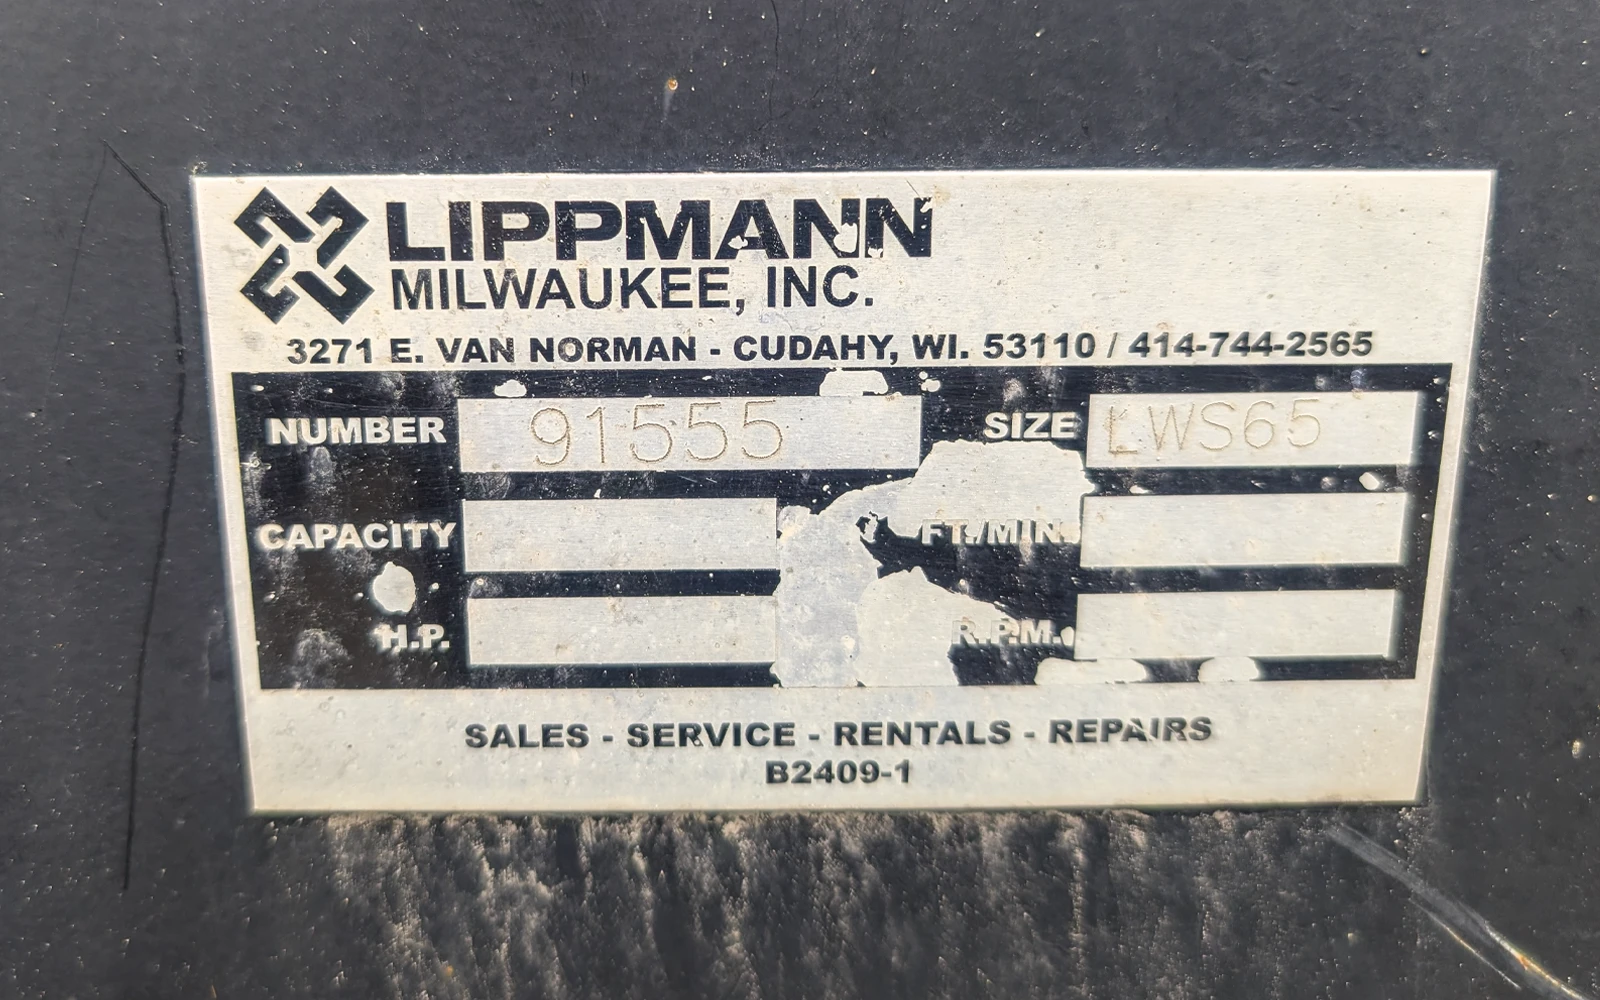 LIPPMANN
MILWAUKEE, INC.
3271 E. VAN NORMAN - CUDAHY, WI. 53110 / 414-744-2565
NUMBER 91555 SIZE LWS65
CAPACITY FT./MIN.
H.P. R.P.M.
SALES - SERVICE - RENTALS - REPAIRS
B2409-1